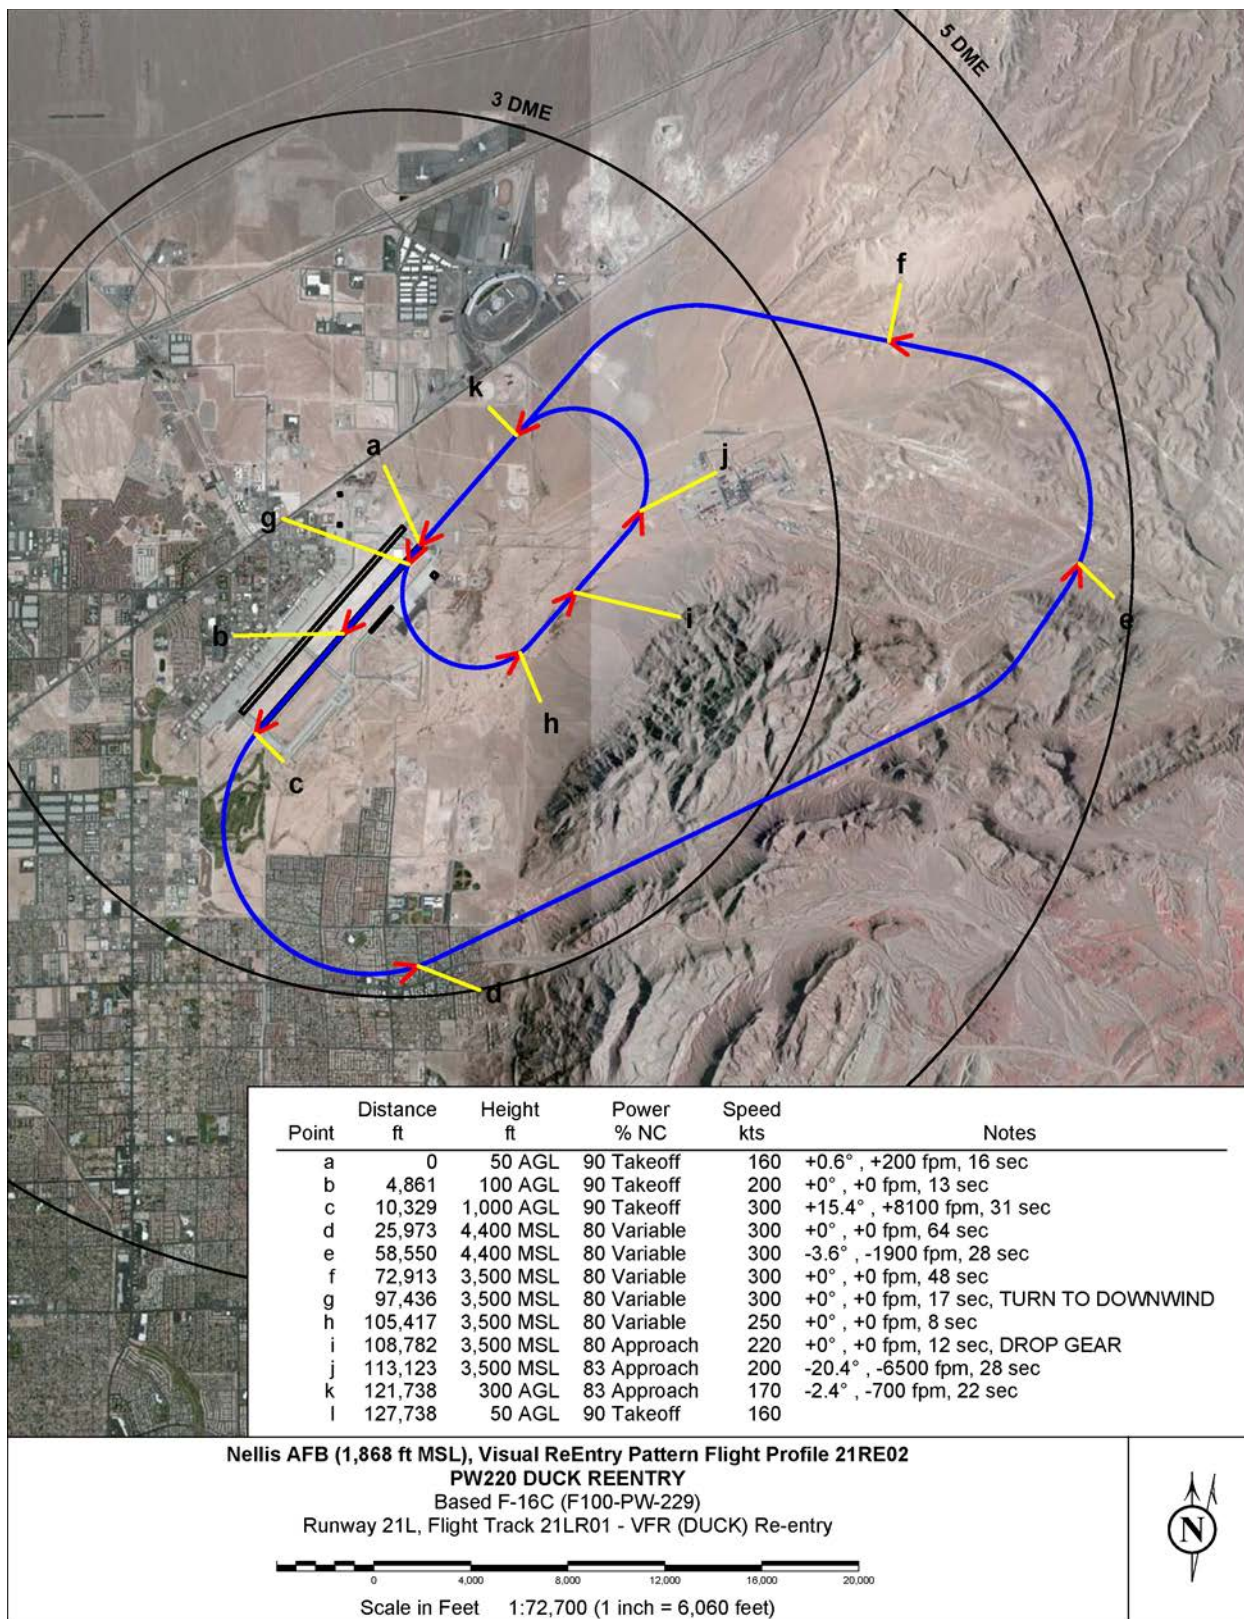 5 DME
3 DME
f
k
a
j
g
b
i
e
h
c
d
Distance Height Power Speed
Point ft ft % NC kts Notes
a 0 50 AGL 90 Takeoff 160 +0.6° , +200 fpm, 16 sec
b 4,861 100 AGL 90 Takeoff 200 +0° , +0 fpm, 13 sec
c 10,329 1,000 AGL 90 Takeoff 300 +15.4° , +8100 fpm, 31 sec
d 25,973 4,400 MSL 80 Variable 300 +0° , +0 fpm, 64 sec
e 58,550 4,400 MSL 80 Variable 300 -3.6° , -1900 fpm, 28 sec
f 72,913 3,500 MSL 80 Variable 300 +0° , +0 fpm, 48 sec
g 97,436 3,500 MSL 80 Variable 300 +0° , +0 fpm, 17 sec, TURN TO DOWNWIND
h 105,417 3,500 MSL 80 Variable 250 +0° , +0 fpm, 8 sec
i 108,782 3,500 MSL 80 Approach 220 +0° , +0 fpm, 12 sec, DROP GEAR
j 113,123 3,500 MSL 83 Approach 200 -20.4° , -6500 fpm, 28 sec
k 121,738 300 AGL 83 Approach 170 -2.4° , -700 fpm, 22 sec
l 127,738 50 AGL 90 Takeoff 160
Nellis AFB (1,868 ft MSL), Visual ReEntry Pattern Flight Profile 21RE02
PW220 DUCK REENTRY
Based F-16C (F100-PW-229)
Runway 21L, Flight Track 21LR01 - VFR (DUCK) Re-entry
N
0 4,000 8,000 12,000 16,000 20,000
Scale in Feet 1:72,700 (1 inch = 6,060 feet)